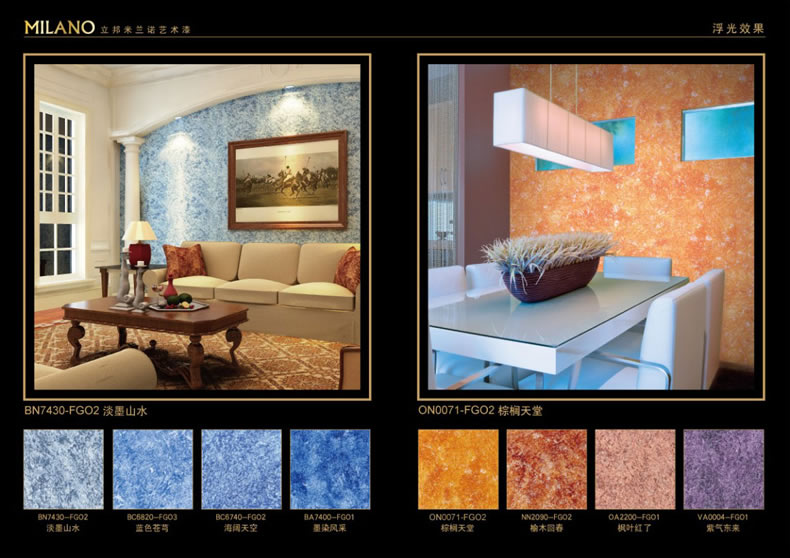 MILANO 立邦米兰诺艺术漆
浮光效果
BN7430-FGO2 淡墨山水
ON0071-FGO2 棕榈天堂
BN7430-FGO2
淡墨山水
BC6820-FGO3
蓝色苍芎
BC6740-FGO2
海阔天空
BA7400-FGO1
墨染风采
ON0071-FGO2
棕榈天堂
NN2090-FGO2
榆木回春
OA2200-FGO1
枫叶红了
VA0004-FGO1
紫气东来